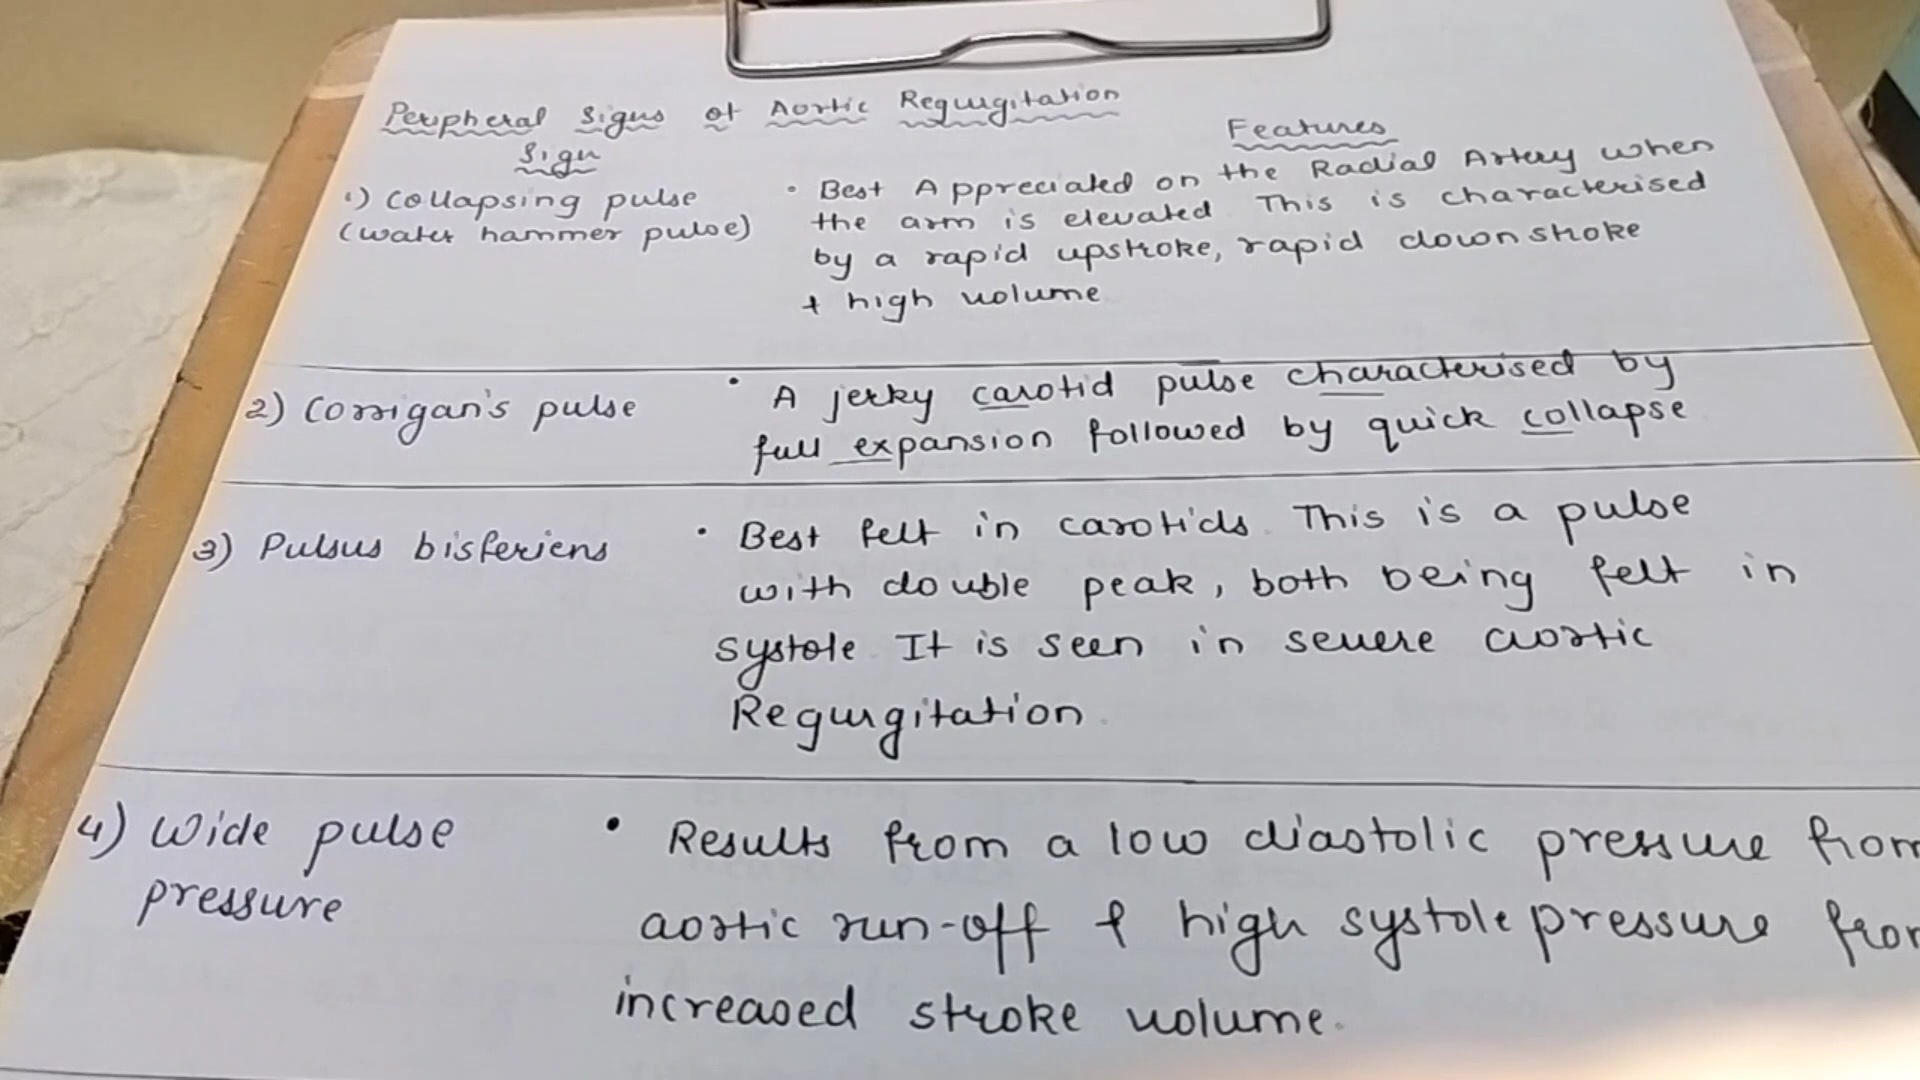 Peripheral Signs of Aortic Regurgitation
Sign
Features
1) Collapsing pulse
(water hammer pulse)
• Best Appreciated on the Radial Artery when
the arm is elevated. This is characterised
by a rapid upstroke, rapid downstroke
+ high volume
2) Corrigan's pulse
• A jerky carotid pulse characterised by
full expansion followed by quick collapse
3) Pulsus bisferiens
• Best felt in carotids. This is a pulse
with double peak, both being felt in
systole. It is seen in severe aortic
Regurgitation.
4) Wide pulse
pressure
• Results from a low diastolic pressure from
aortic run-off & high systole pressure from
increased stroke volume.